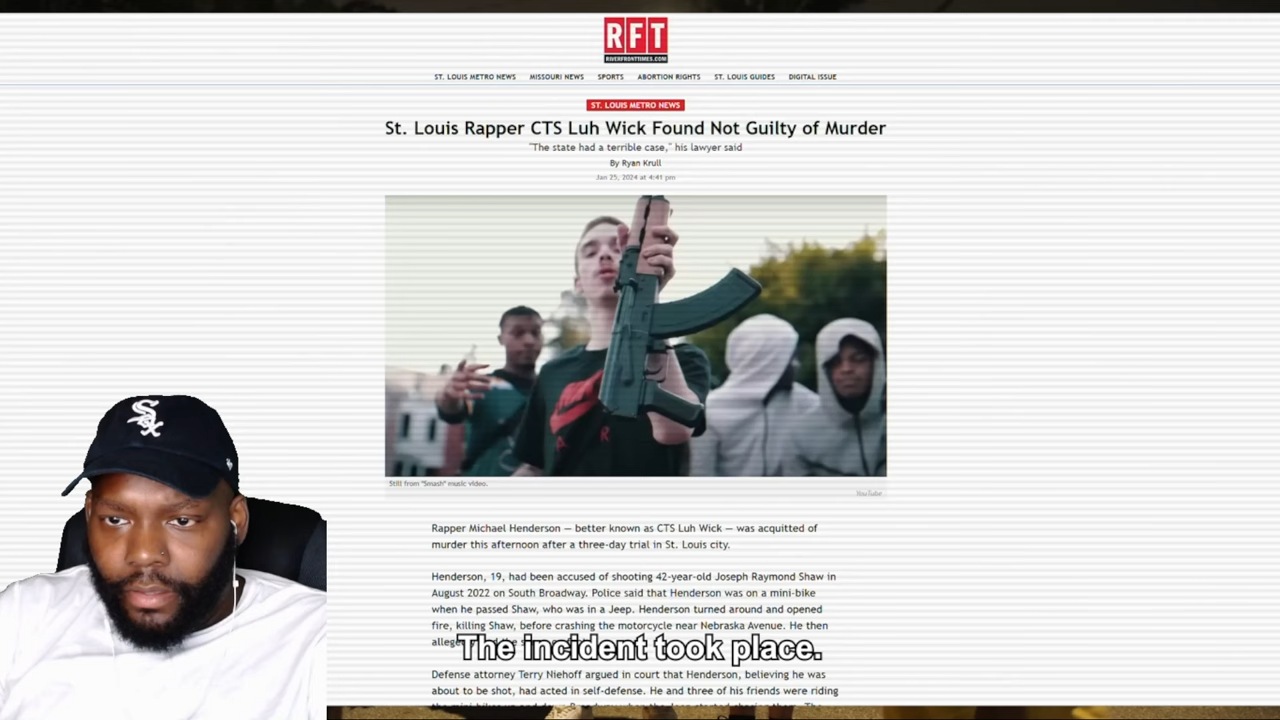 RFT
RIVERFRONTTIMES.COM
ST. LOUIS METRO NEWS MISSOURI NEWS SPORTS ABORTION RIGHTS ST. LOUIS GUIDES DIGITAL ISSUE
ST. LOUIS METRO NEWS
St. Louis Rapper CTS Luh Wick Found Not Guilty of Murder
"The state had a terrible case," his lawyer said
By Ryan Krull
Jan 25, 2024 at 4:41 pm
Still from "Smash" music video.
YouTube
Rapper Michael Henderson — better known as CTS Luh Wick — was acquitted of
murder this afternoon after a three-day trial in St. Louis city.
Henderson, 19, had been accused of shooting 42-year-old Joseph Raymond Shaw in
August 2022 on South Broadway. Police said that Henderson was on a mini-bike
when he passed Shaw, who was in a Jeep. Henderson turned around and opened
fire, killing Shaw, before crashing the motorcycle near Nebraska Avenue. He then
The incident took place.
Defense attorney Terry Niehoff argued in court that Henderson, believing he was
about to be shot, had acted in self-defense. He and three of his friends were riding
Sox